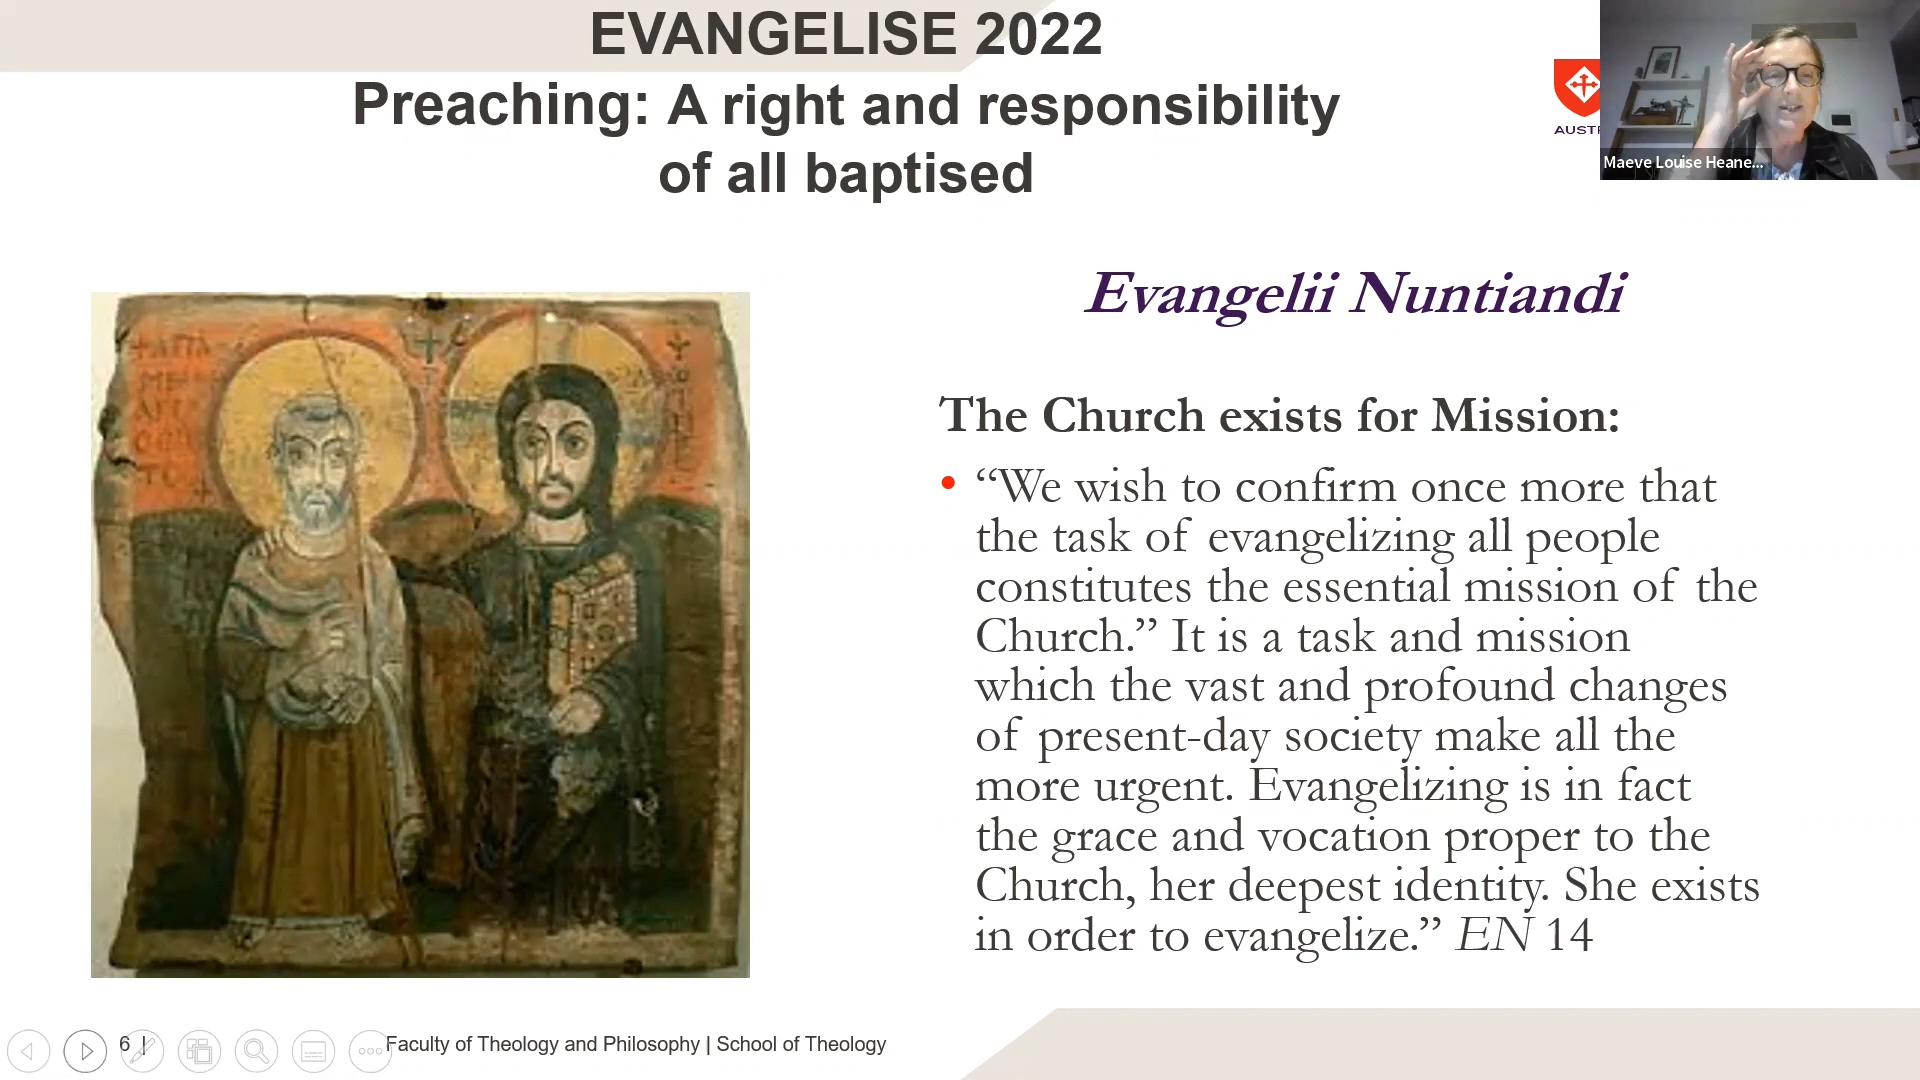 EVANGELISE 2022
Preaching: A right and responsibility
of all baptised
AUST
Maeve Louise Heane...
Evangelii Nuntiandi
The Church exists for Mission:
• “We wish to confirm once more that
the task of evangelizing all people
constitutes the essential mission of the
Church.” It is a task and mission
which the vast and profound changes
of present-day society make all the
more urgent. Evangelizing is in fact
the grace and vocation proper to the
Church, her deepest identity. She exists
in order to evangelize.” EN 14
6 |
Faculty of Theology and Philosophy | School of Theology